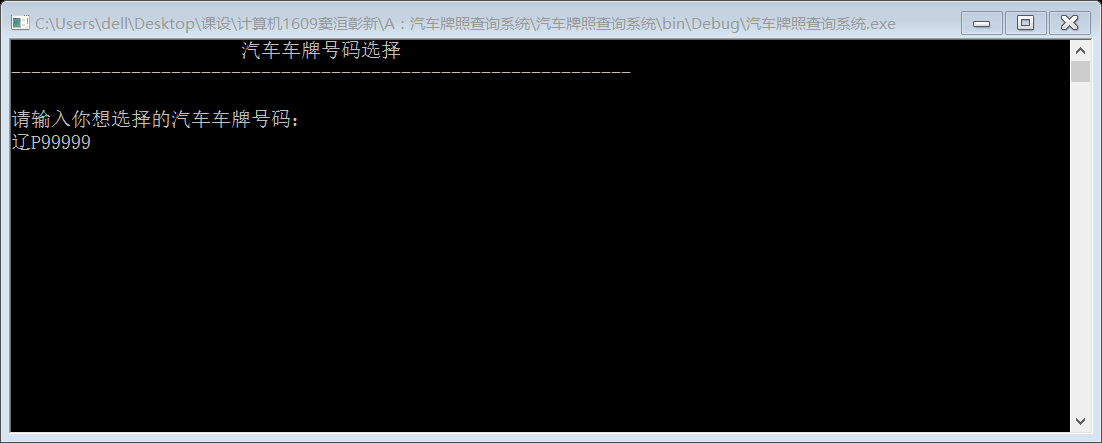 C:\Users\dell\Desktop\课设\计算机1609窦洹彰新\A：汽车牌照查询系统\汽车牌照查询系统\bin\Debug\汽车牌照查询系统.exe
汽车车牌号码选择
--------------------------------------------------------------
请输入你想选择的汽车车牌号码：
辽P99999